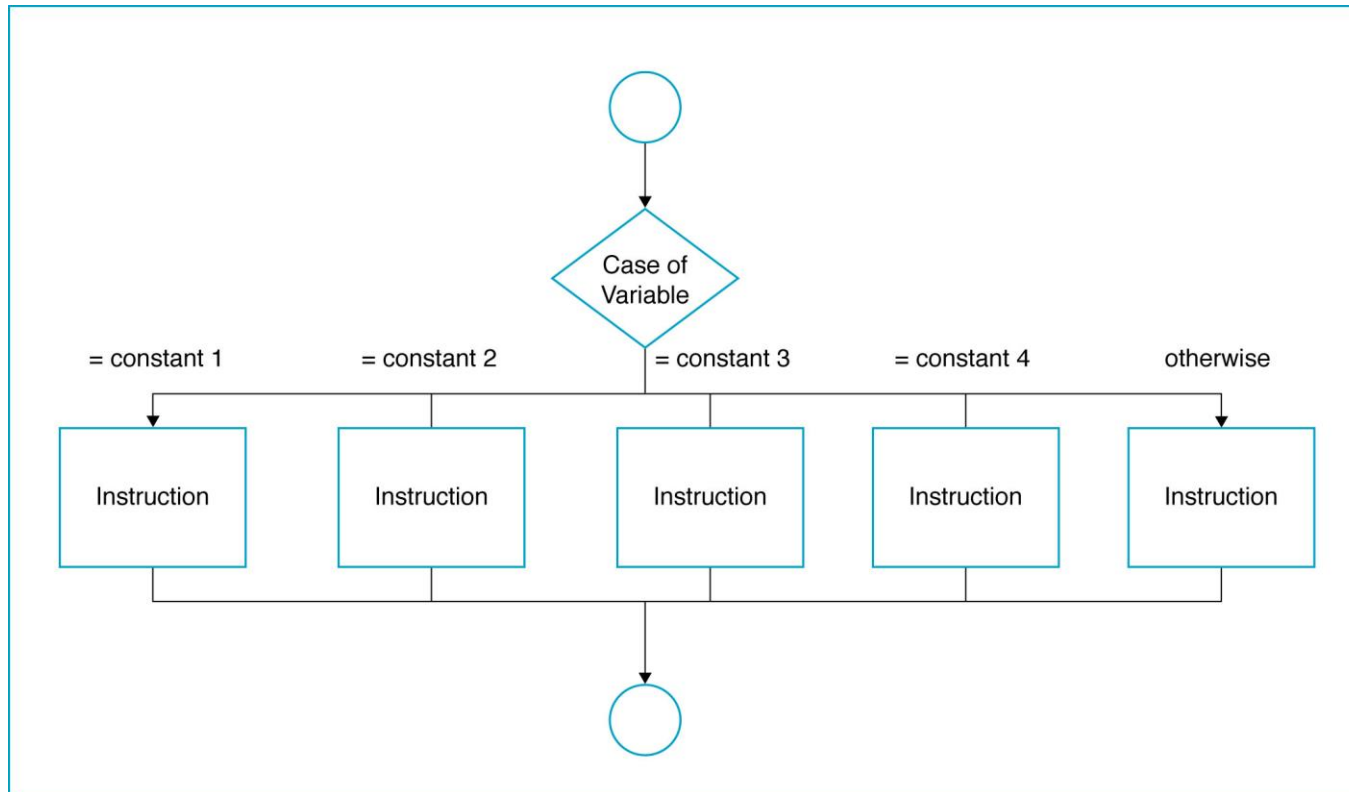 Case of
Variable
= constant 1
= constant 2
= constant 3
= constant 4
otherwise
Instruction
Instruction
Instruction
Instruction
Instruction